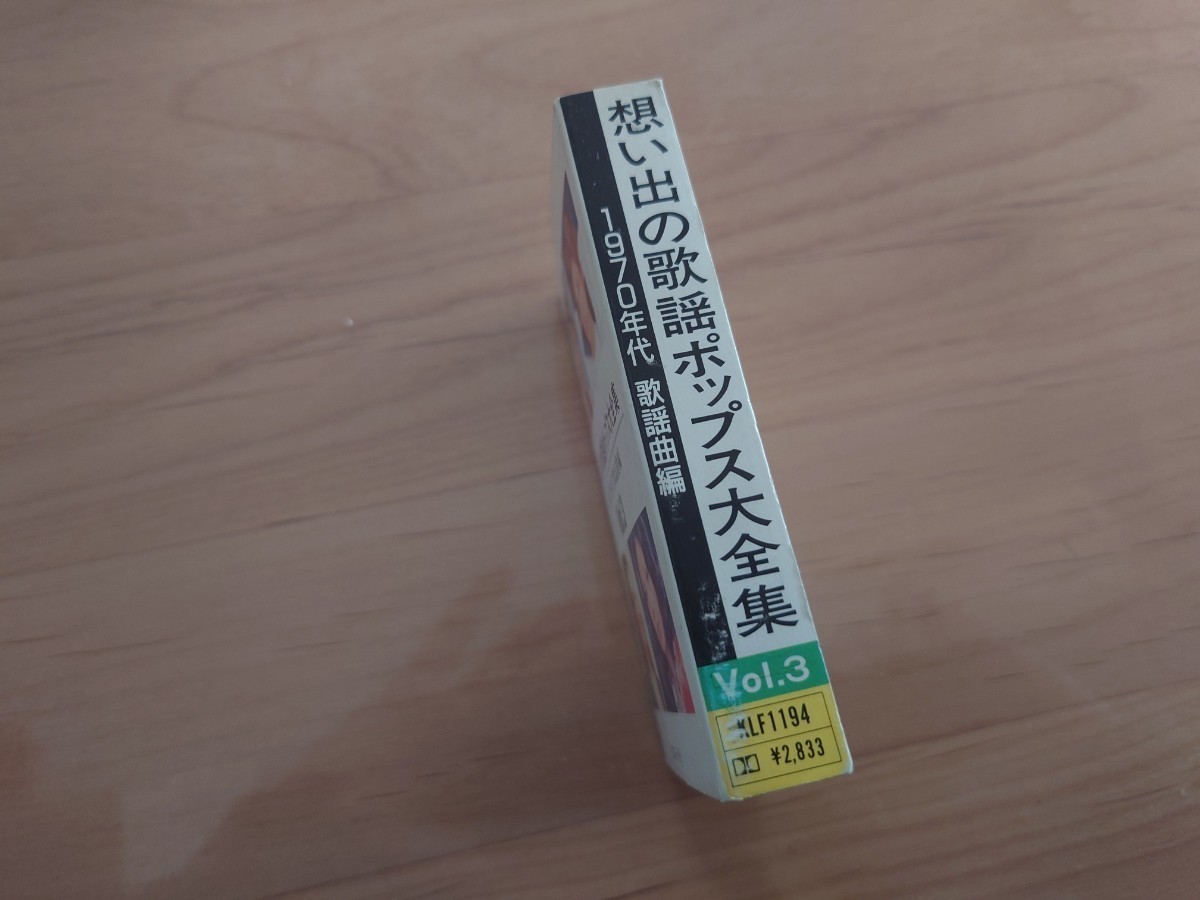 想い出の歌謡ポップス大全集
1970年代 歌謡曲編
Vol.3
KLF1194
¥2,833